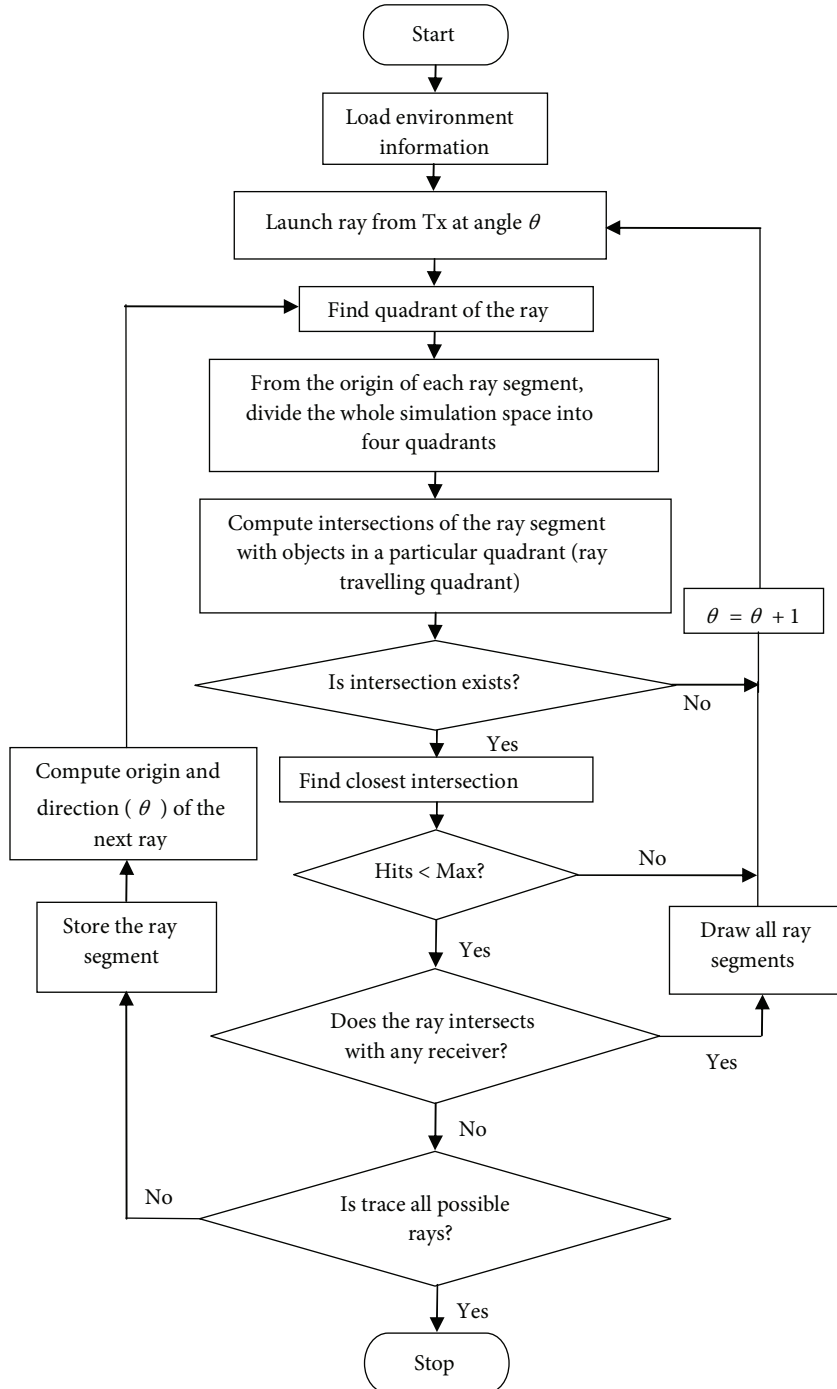 Start
Load environment
information
Launch ray from Tx at angle θ
Find quadrant of the ray
From the origin of each ray segment,
divide the whole simulation space into
four quadrants
Compute intersections of the ray segment
with objects in a particular quadrant (ray
travelling quadrant)
θ = θ + 1
Is intersection exists?
No
Yes
Find closest intersection
Compute origin and
direction ( θ ) of the
next ray
Hits < Max?
No
Yes
Store the ray
segment
Draw all ray
segments
Does the ray intersects
with any receiver?
Yes
No
Is trace all possible
rays?
No
Yes
Stop